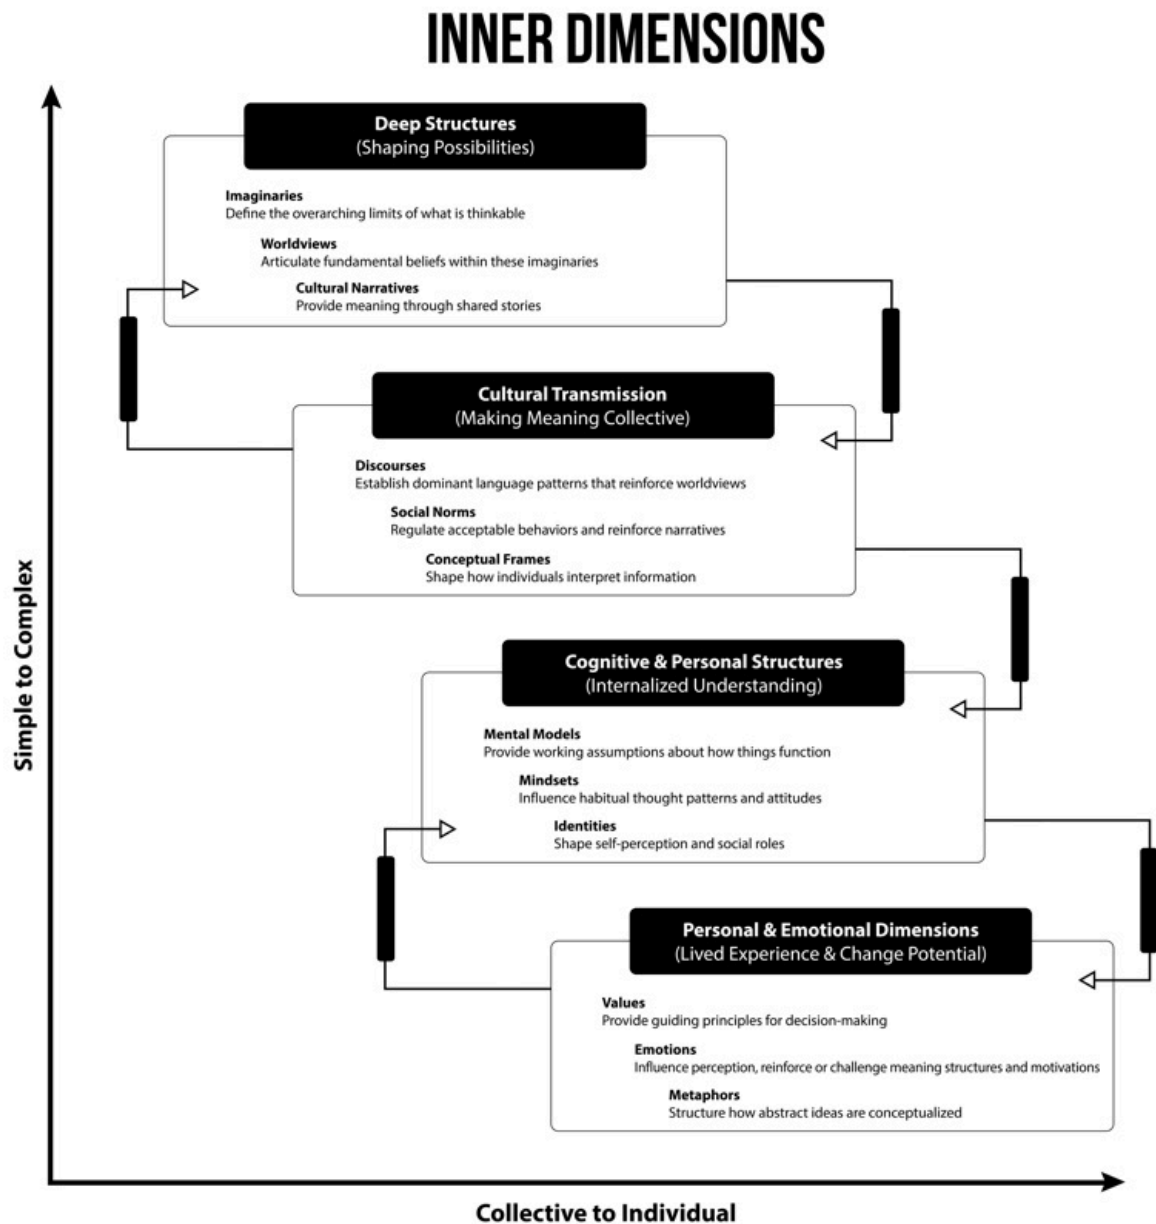 INNER DIMENSIONS
Deep Structures
(Shaping Possibilities)
Imaginaries
Define the overarching limits of what is thinkable
Worldviews
Articulate fundamental beliefs within these imaginaries
Cultural Narratives
Provide meaning through shared stories
Cultural Transmission
(Making Meaning Collective)
Discourses
Establish dominant language patterns that reinforce worldviews
Social Norms
Regulate acceptable behaviors and reinforce narratives
Conceptual Frames
Shape how individuals interpret information
Cognitive & Personal Structures
(Internalized Understanding)
Mental Models
Provide working assumptions about how things function
Mindsets
Influence habitual thought patterns and attitudes
Identities
Shape self-perception and social roles
Personal & Emotional Dimensions
(Lived Experience & Change Potential)
Values
Provide guiding principles for decision-making
Emotions
Influence perception, reinforce or challenge meaning structures and motivations
Metaphors
Structure how abstract ideas are conceptualized
Simple to Complex
Collective to Individual